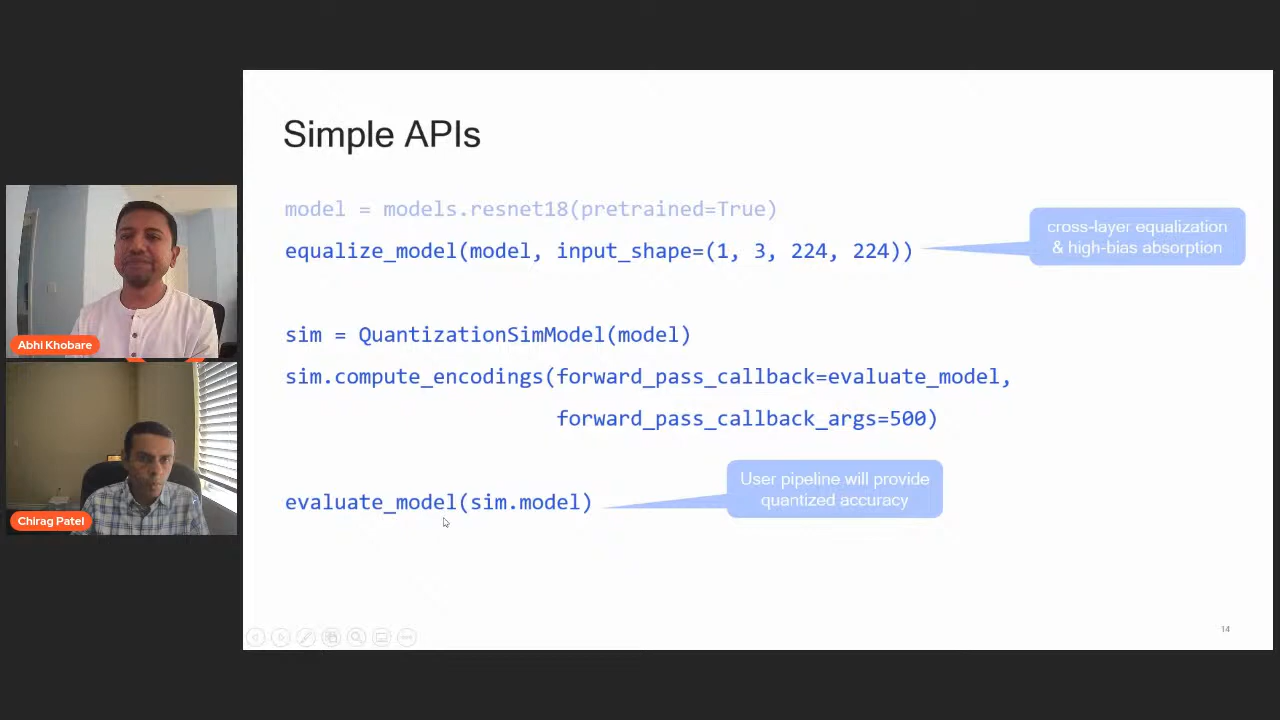 Simple APIs
model = models.resnet18(pretrained=True)
equalize_model(model, input_shape=(1, 3, 224, 224))
cross-layer equalization
& high-bias absorption
sim = QuantizationSimModel(model)
sim.compute_encodings(forward_pass_callback=evaluate_model,
forward_pass_callback_args=500)
evaluate_model(sim.model)
User pipeline will provide
quantized accuracy
Abhi Khobare
Chirag Patel
14